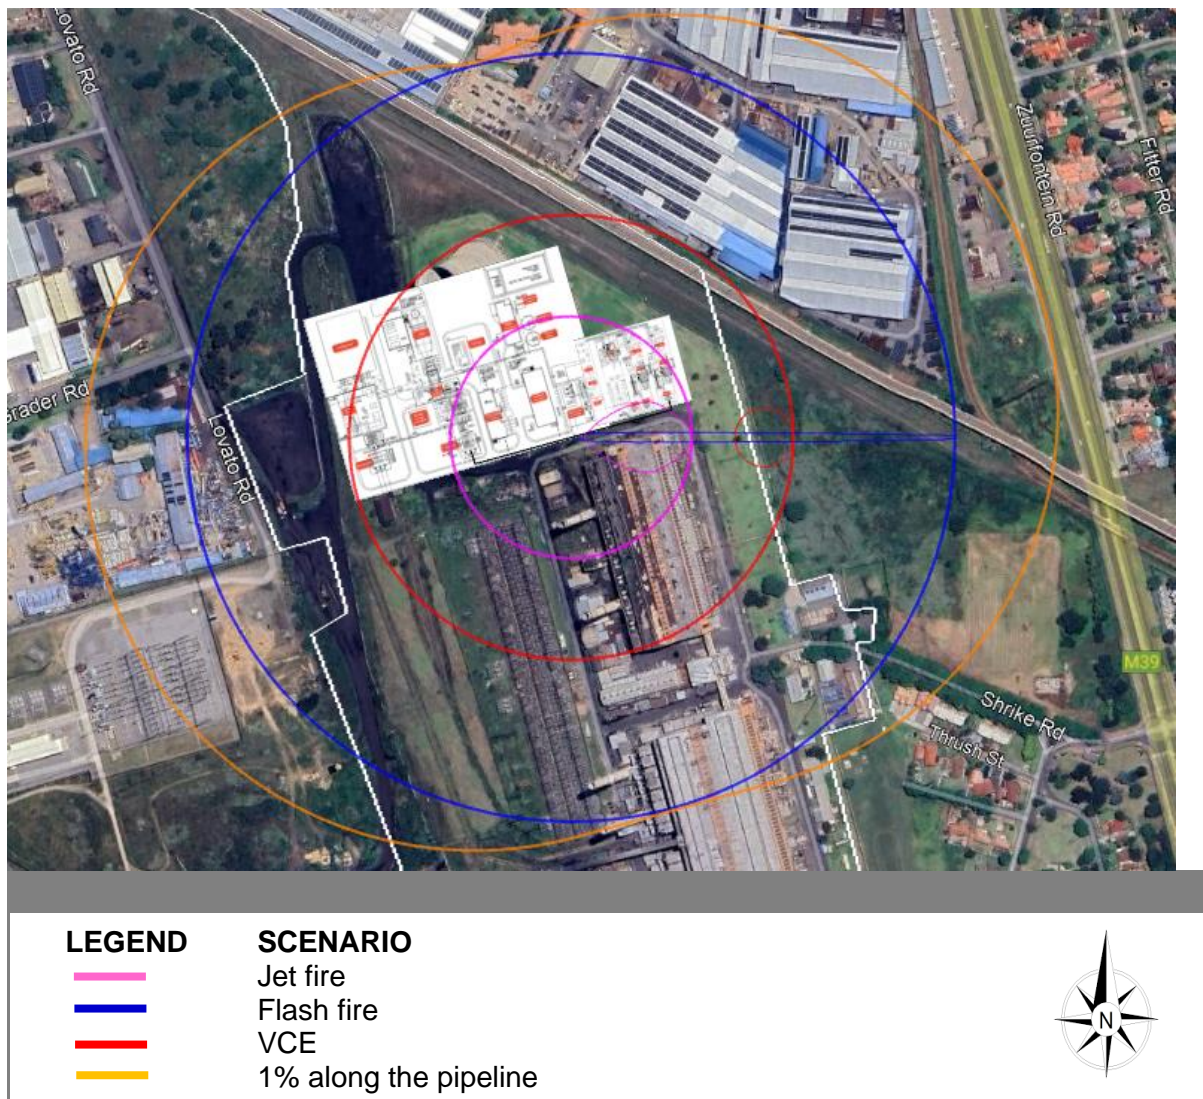 Lovato Rd
Zuurfontein Rd
Fitter Rd
Grader Rd
Lovato Rd
M39
Shrike Rd
Thrush St
LEGEND SCENARIO
Jet fire
Flash fire
VCE
1% along the pipeline
N